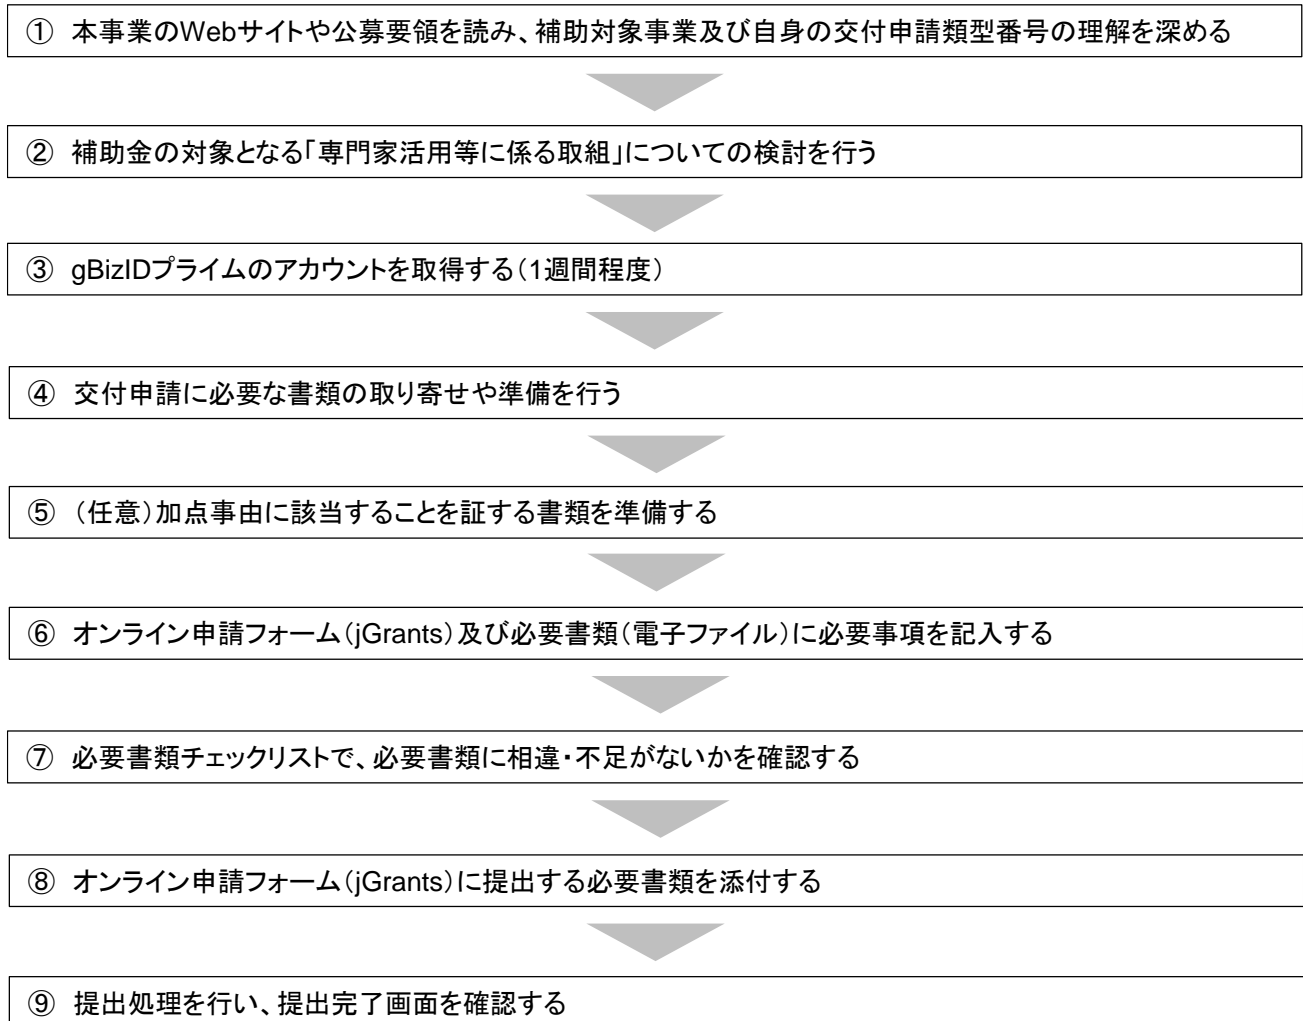 ① 本事業のWebサイトや公募要領を読み、補助対象事業及び自身の交付申請類型番号の理解を深める
② 補助金の対象となる｢専門家活用等に係る取組｣についての検討を行う
③ gBizIDプライムのアカウントを取得する（1週間程度）
④ 交付申請に必要な書類の取り寄せや準備を行う
⑤ （任意）加点事由に該当することを証する書類を準備する
⑥ オンライン申請フォーム（jGrants）及び必要書類（電子ファイル）に必要事項を記入する
⑦ 必要書類チェックリストで、必要書類に相違・不足がないかを確認する
⑧ オンライン申請フォーム（jGrants）に提出する必要書類を添付する
⑨ 提出処理を行い、提出完了画面を確認する